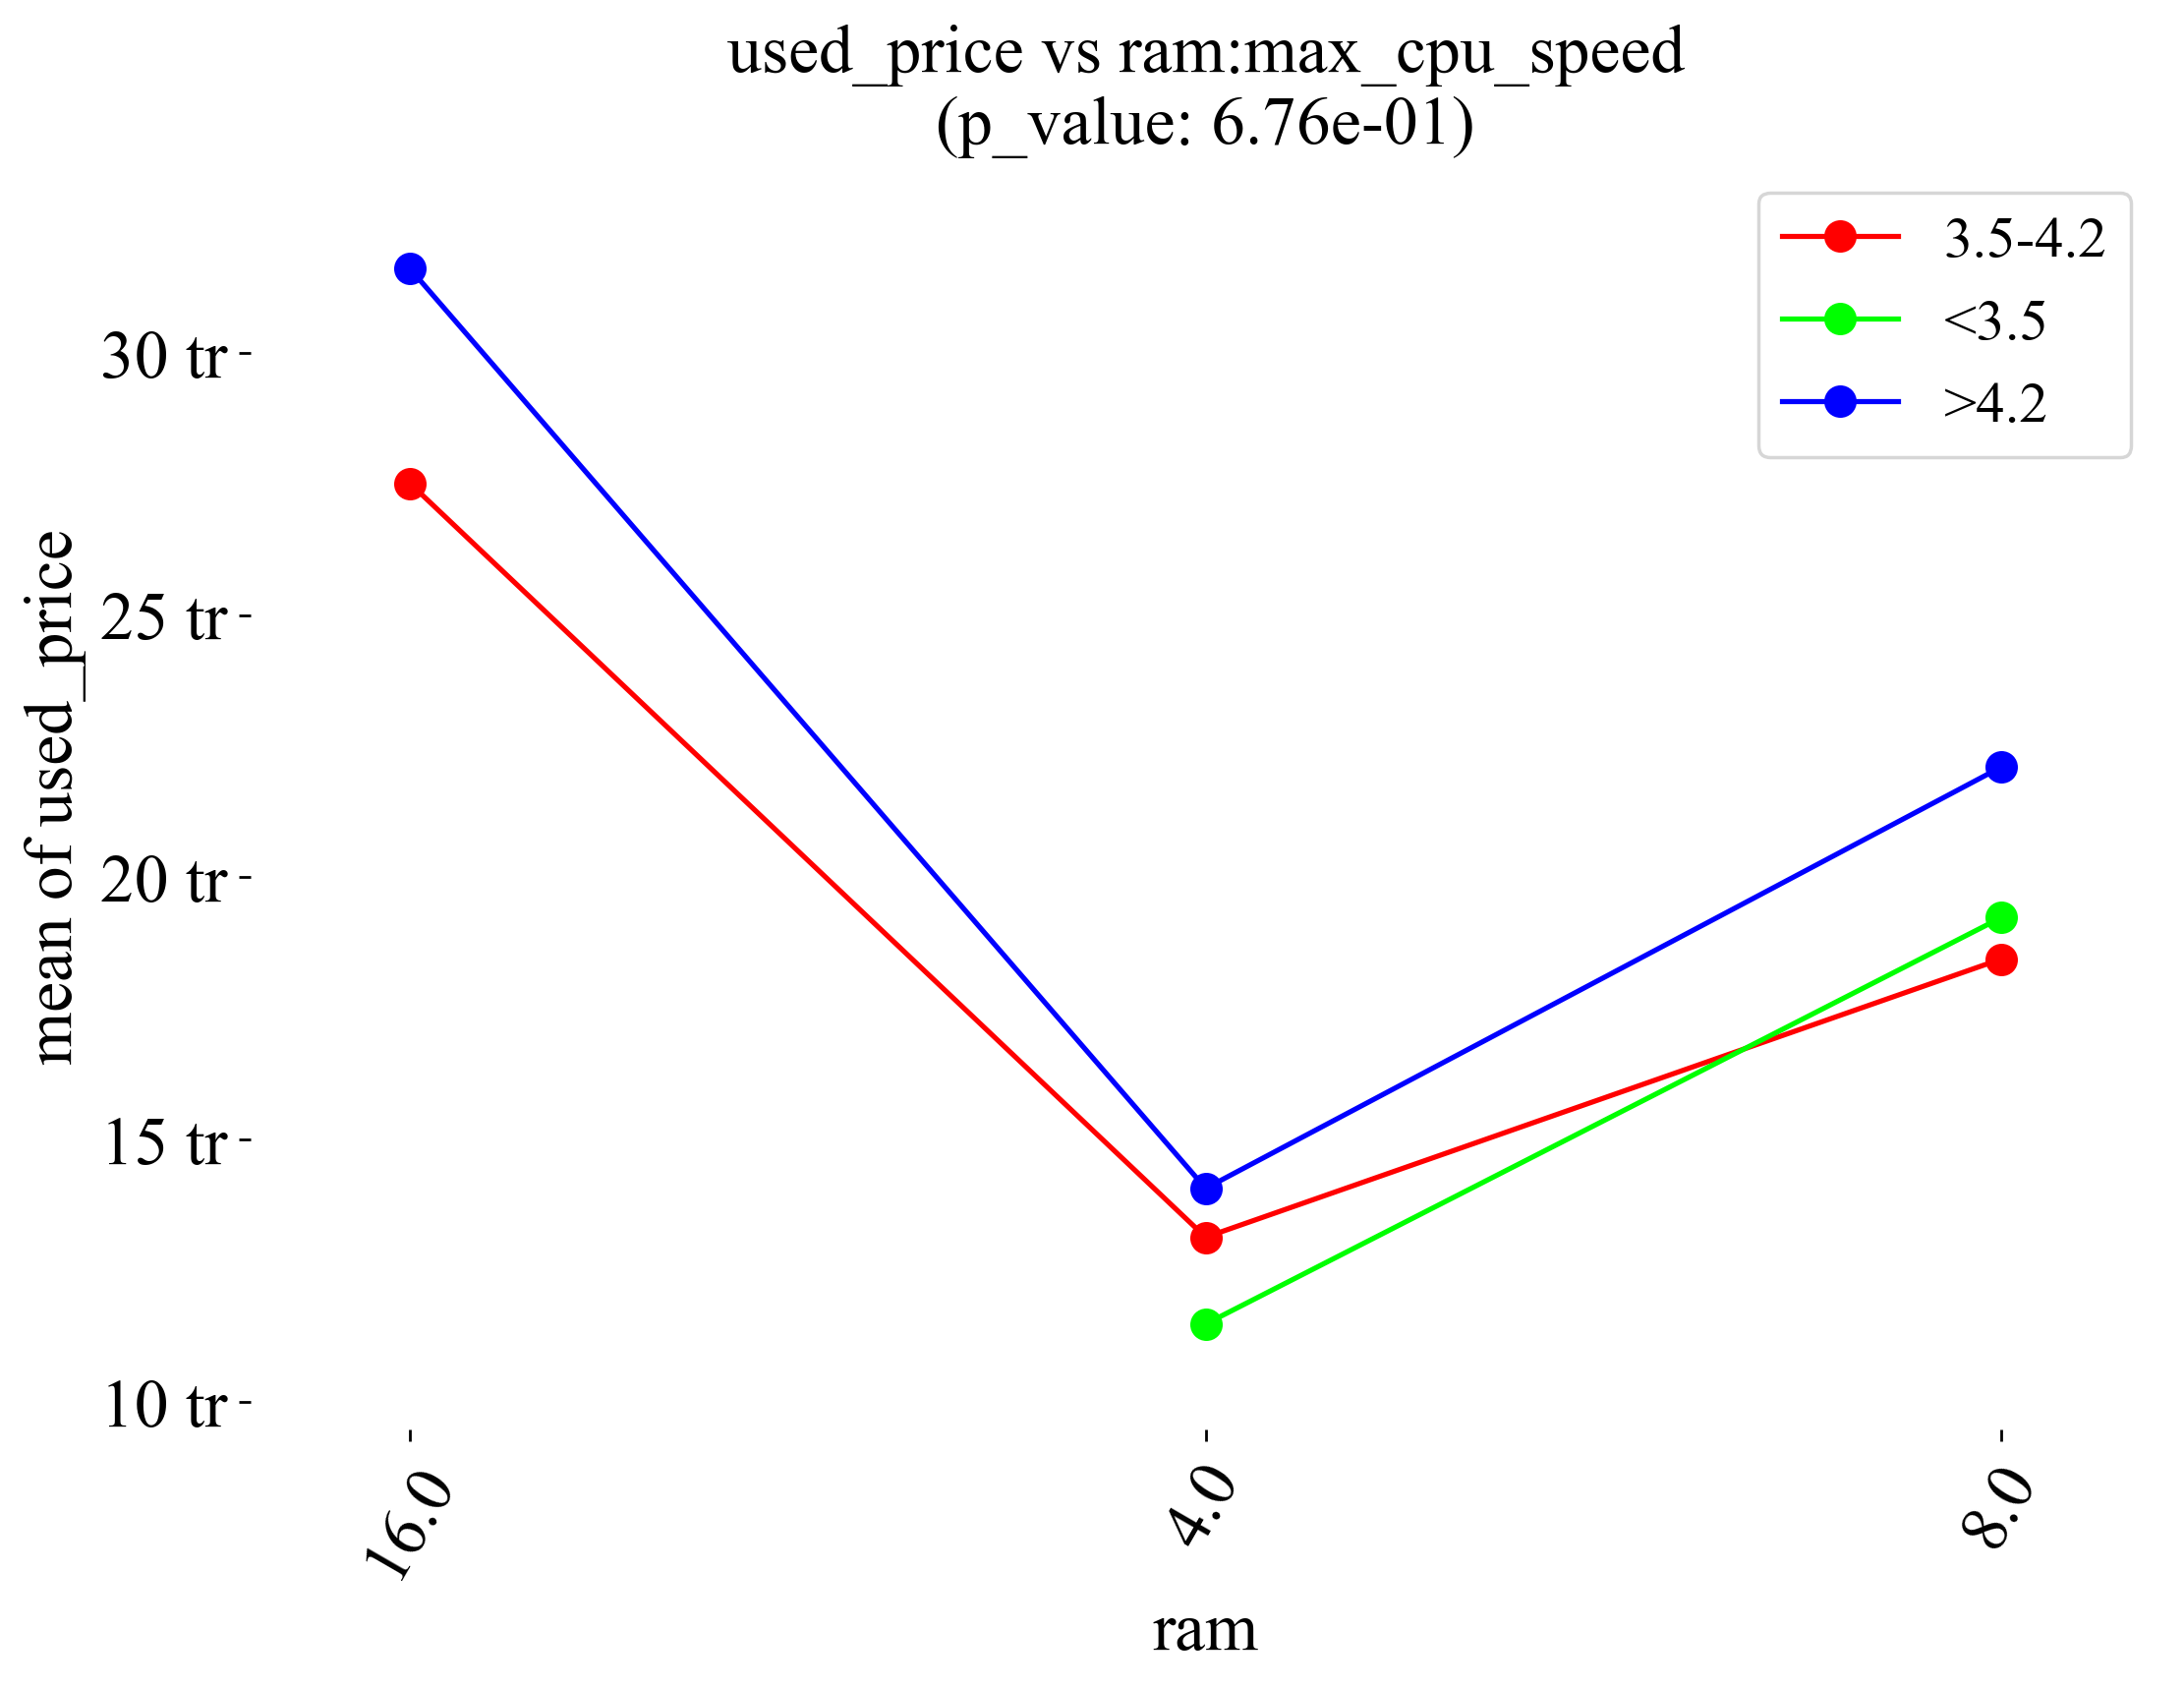 used_price vs ram:max_cpu_speed
(p_value: 6.76e-01)
3.5-4.2
<3.5
>4.2
mean of used_price
30 tr
25 tr
20 tr
15 tr
10 tr
16.0
4.0
8.0
ram